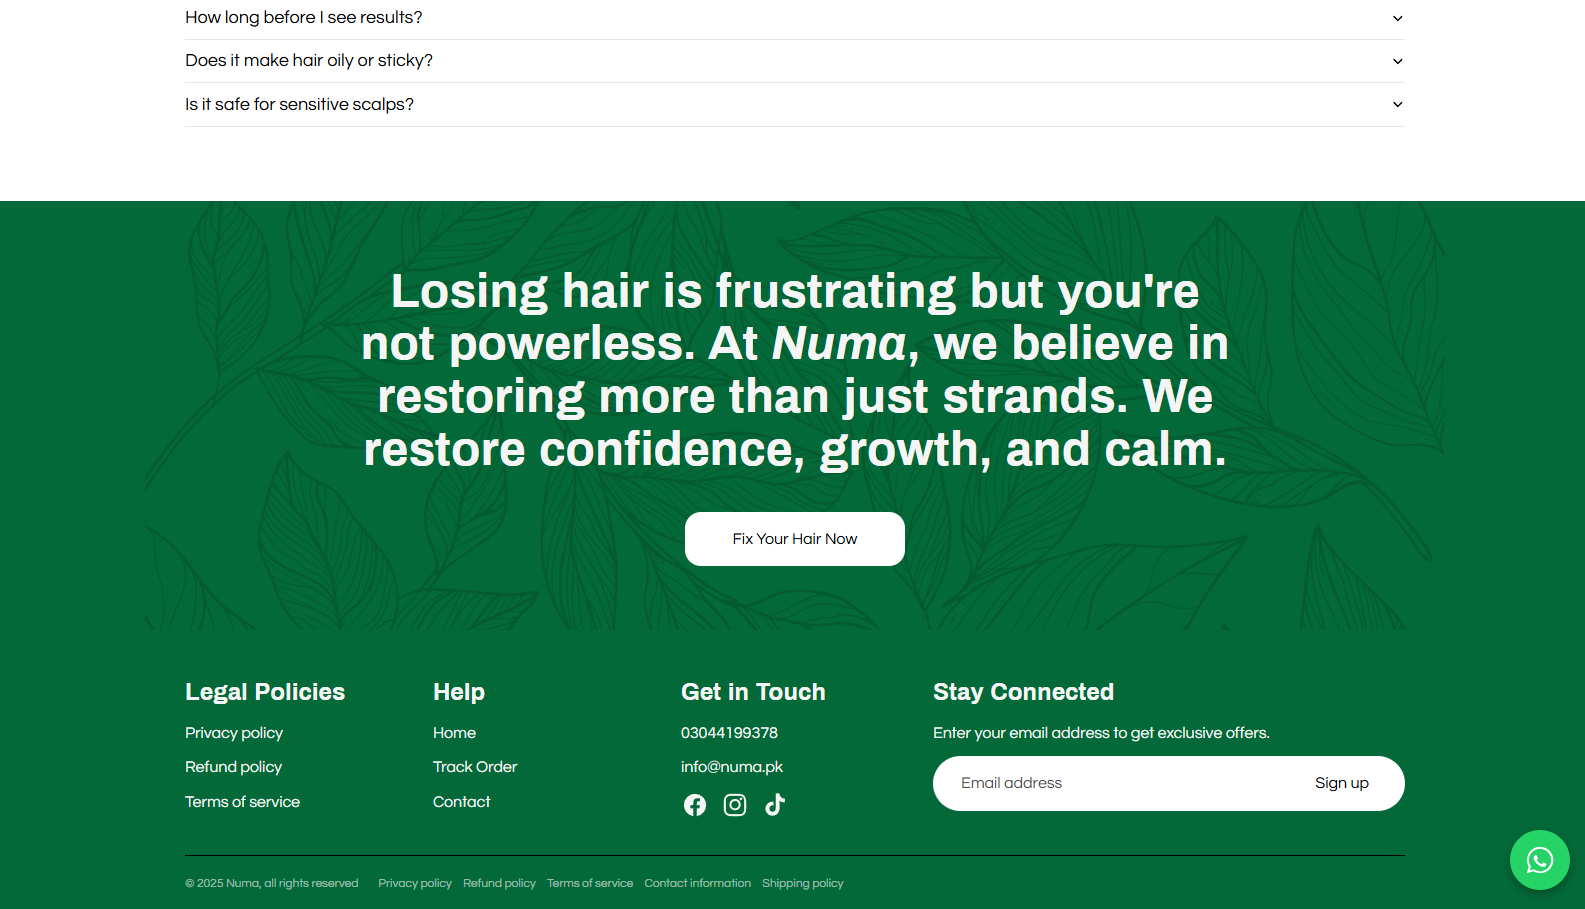 How long before I see results?
Does it make hair oily or sticky?
Is it safe for sensitive scalps?
Losing hair is frustrating but you're
not powerless. At Numa, we believe in
restoring more than just strands. We
restore confidence, growth, and calm.
Fix Your Hair Now
Legal Policies
Privacy policy
Refund policy
Terms of service
Help
Home
Track Order
Contact
Get in Touch
03044199378
info@numa.pk
Stay Connected
Enter your email address to get exclusive offers.
Email address
Sign up
© 2025 Numa, all rights reserved Privacy policy Refund policy Terms of service Contact information Shipping policy